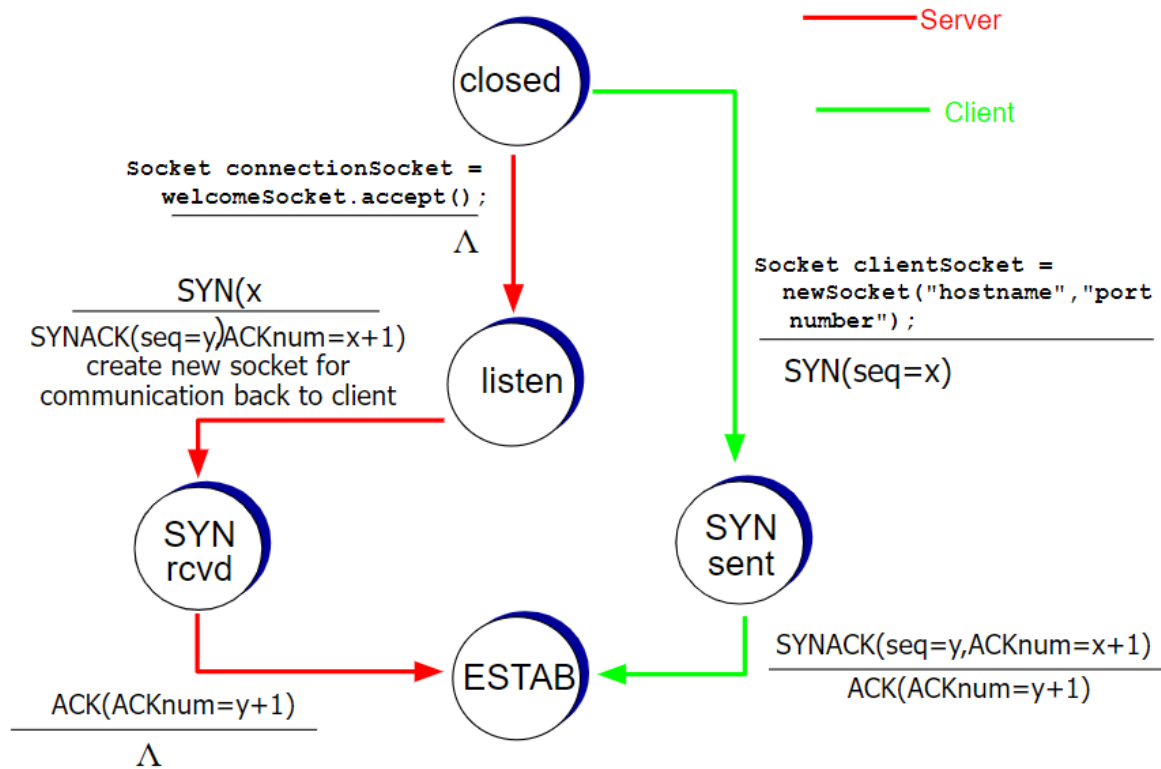 Server
closed
Client
Socket connectionSocket =
welcomeSocket.accept();
Λ
Socket clientSocket =
newSocket("hostname","port
number");
SYN(seq=x)
SYN(x
SYNACK(seq=y,ACKnum=x+1)
create new socket for
communication back to client
listen
SYN
rcvd
SYN
sent
ESTAB
SYNACK(seq=y,ACKnum=x+1)
ACK(ACKnum=y+1)
ACK(ACKnum=y+1)
Λ